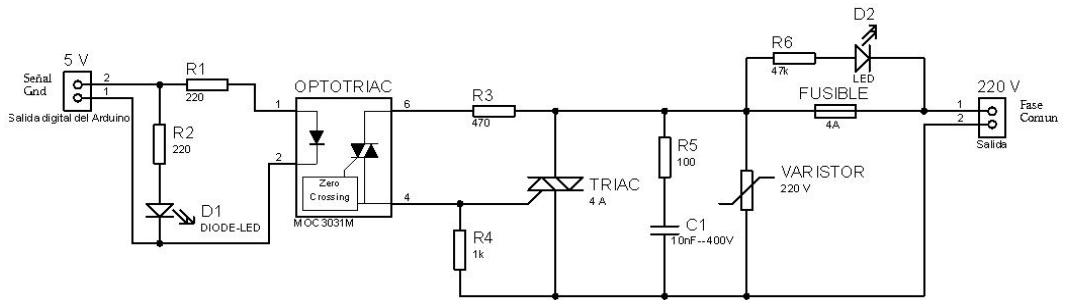 5 V
Señal
Gnd
2
1
Salida digital del Arduino
R1
220
R2
220
D1
DIODE-LED
OPTOTRIAC
1
2
6
4
Zero
Crossing
MOC3031M
R3
470
R4
1k
TRIAC
4 A
R5
100
C1
10nF--400V
R6
47k
D2
LED
FUSIBLE
4A
VARISTOR
220 V
220 V
1
2
Fase
Comun
Salida